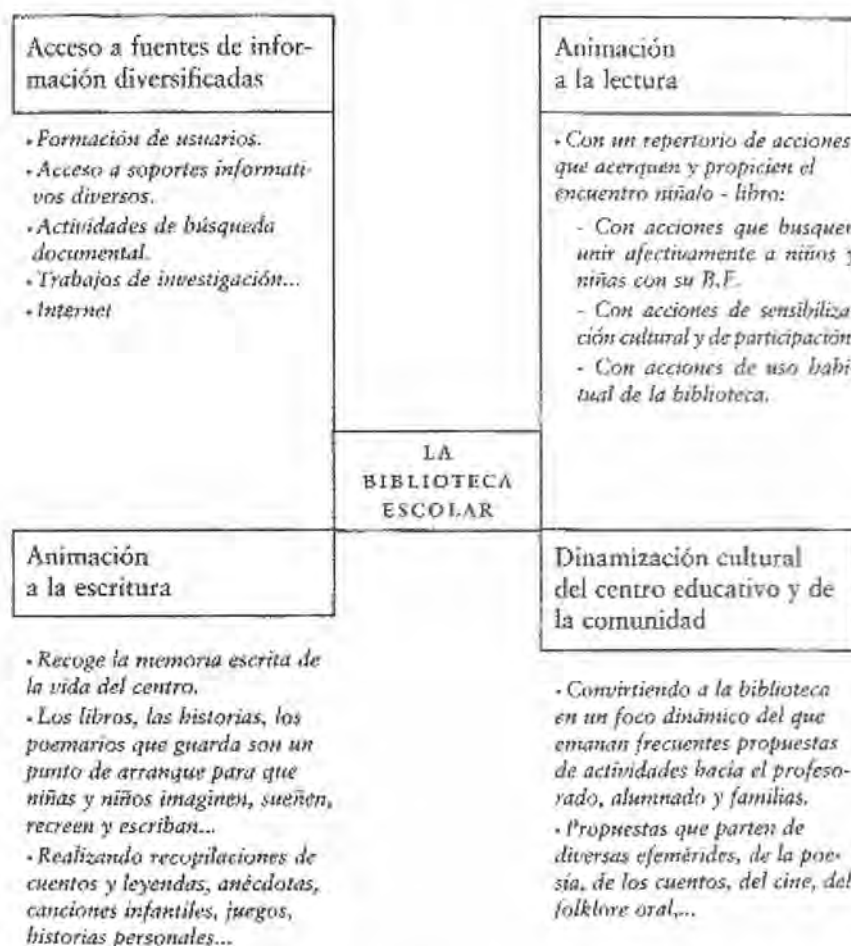 Acceso a fuentes de infor-
mación diversificadas
• Formación de usuarios.
• Acceso a soportes informati-
vos diversos.
• Actividades de búsqueda
documental.
• Trabajos de investigación...
• Internet
Animación
a la lectura
• Con un repertorio de acciones
que acerquen y propicien el
encuentro niña/o - libro:
- Con acciones que busquen
unir afectivamente a niños y
niñas con su B.E.
- Con acciones de sensibiliza-
ción cultural y de participación.
- Con acciones de uso habi-
tual de la biblioteca.
LA
BIBLIOTECA
ESCOLAR
Animación
a la escritura
• Recoge la memoria escrita de
la vida del centro.
• Los libros, las historias, los
poemarios que guarda son un
punto de arranque para que
niñas y niños imaginen, sueñen,
recreen y escriban...
• Realizando recopilaciones de
cuentos y leyendas, anécdotas,
canciones infantiles, juegos,
historias personales...
Dinamización cultural
del centro educativo y de
la comunidad
• Convirtiendo a la biblioteca
en un foco dinámico del que
emanan frecuentes propuestas
de actividades hacia el profeso-
rado, alumnado y familias.
• Propuestas que parten de
diversas efemérides, de la poe-
sía, de los cuentos, del cine, del
folklore oral,...